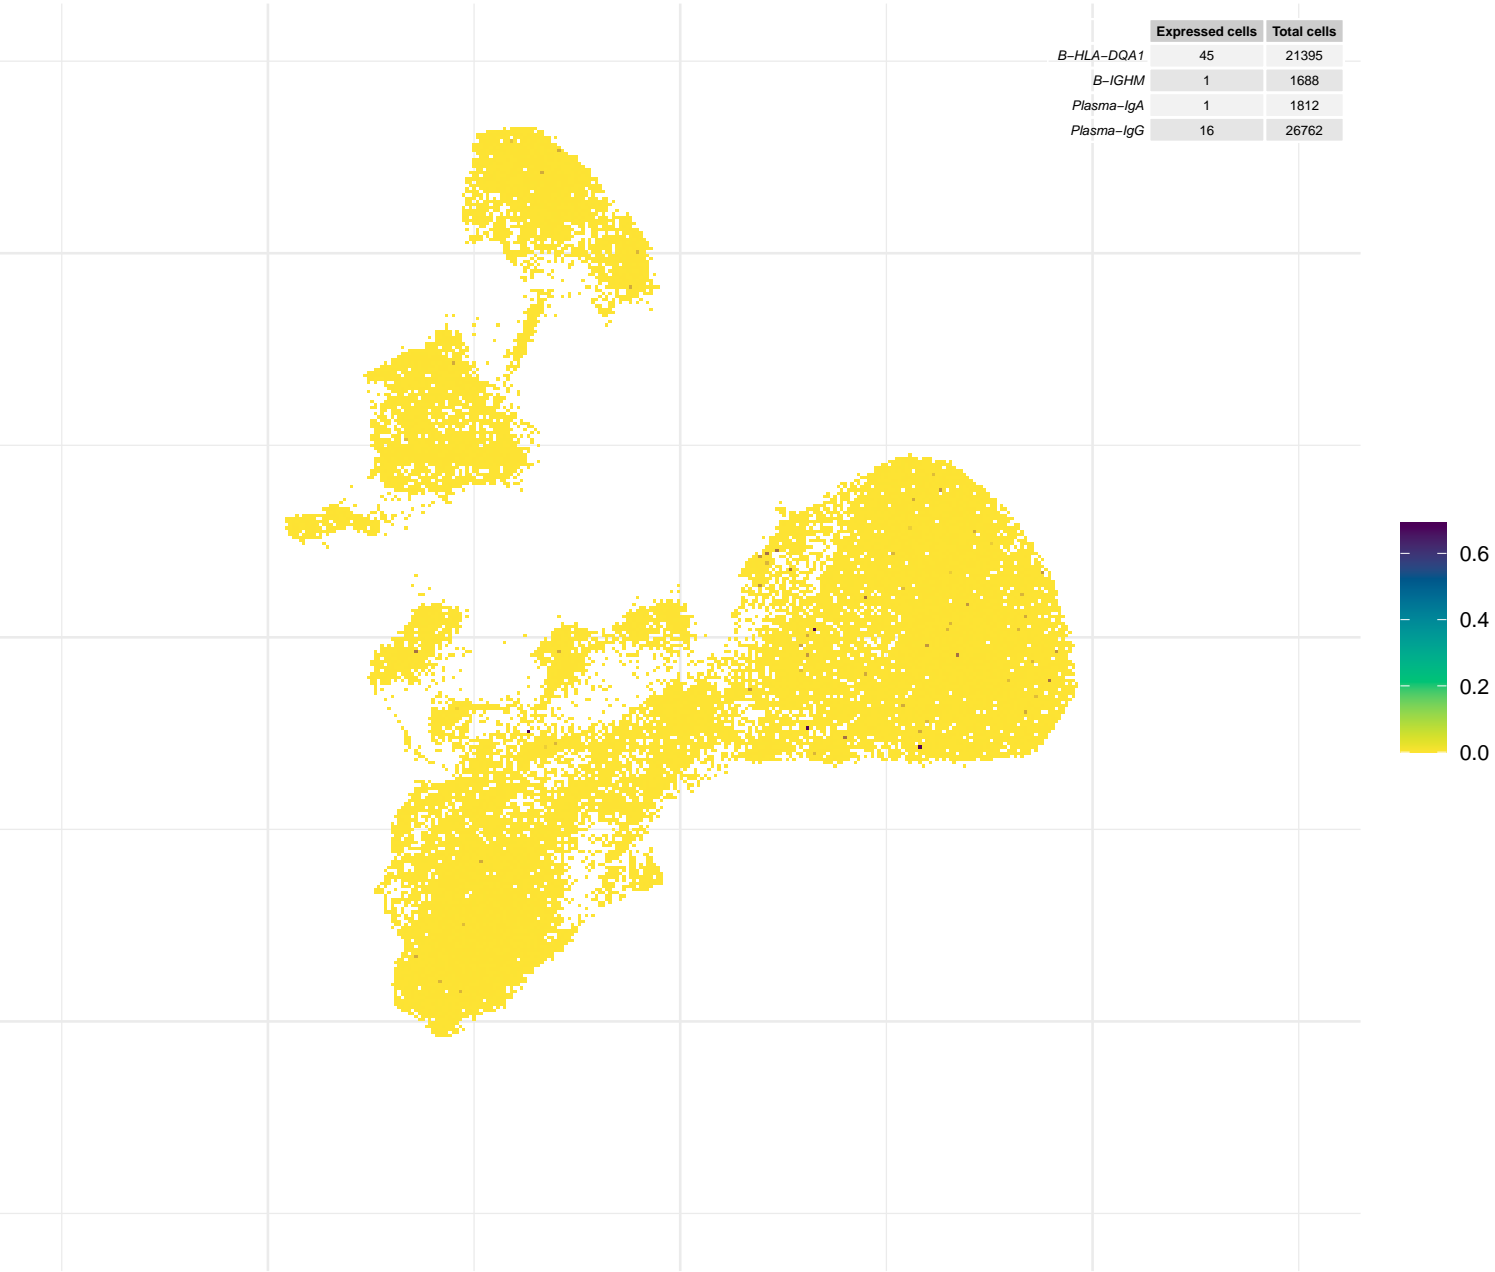 Expressed cells Total cells
B−HLA−DQA1 45 21395
B−IGHM 1 1688
Plasma−IgA 1 1812
Plasma−IgG 16 26762
0.6
0.4
0.2
0.0